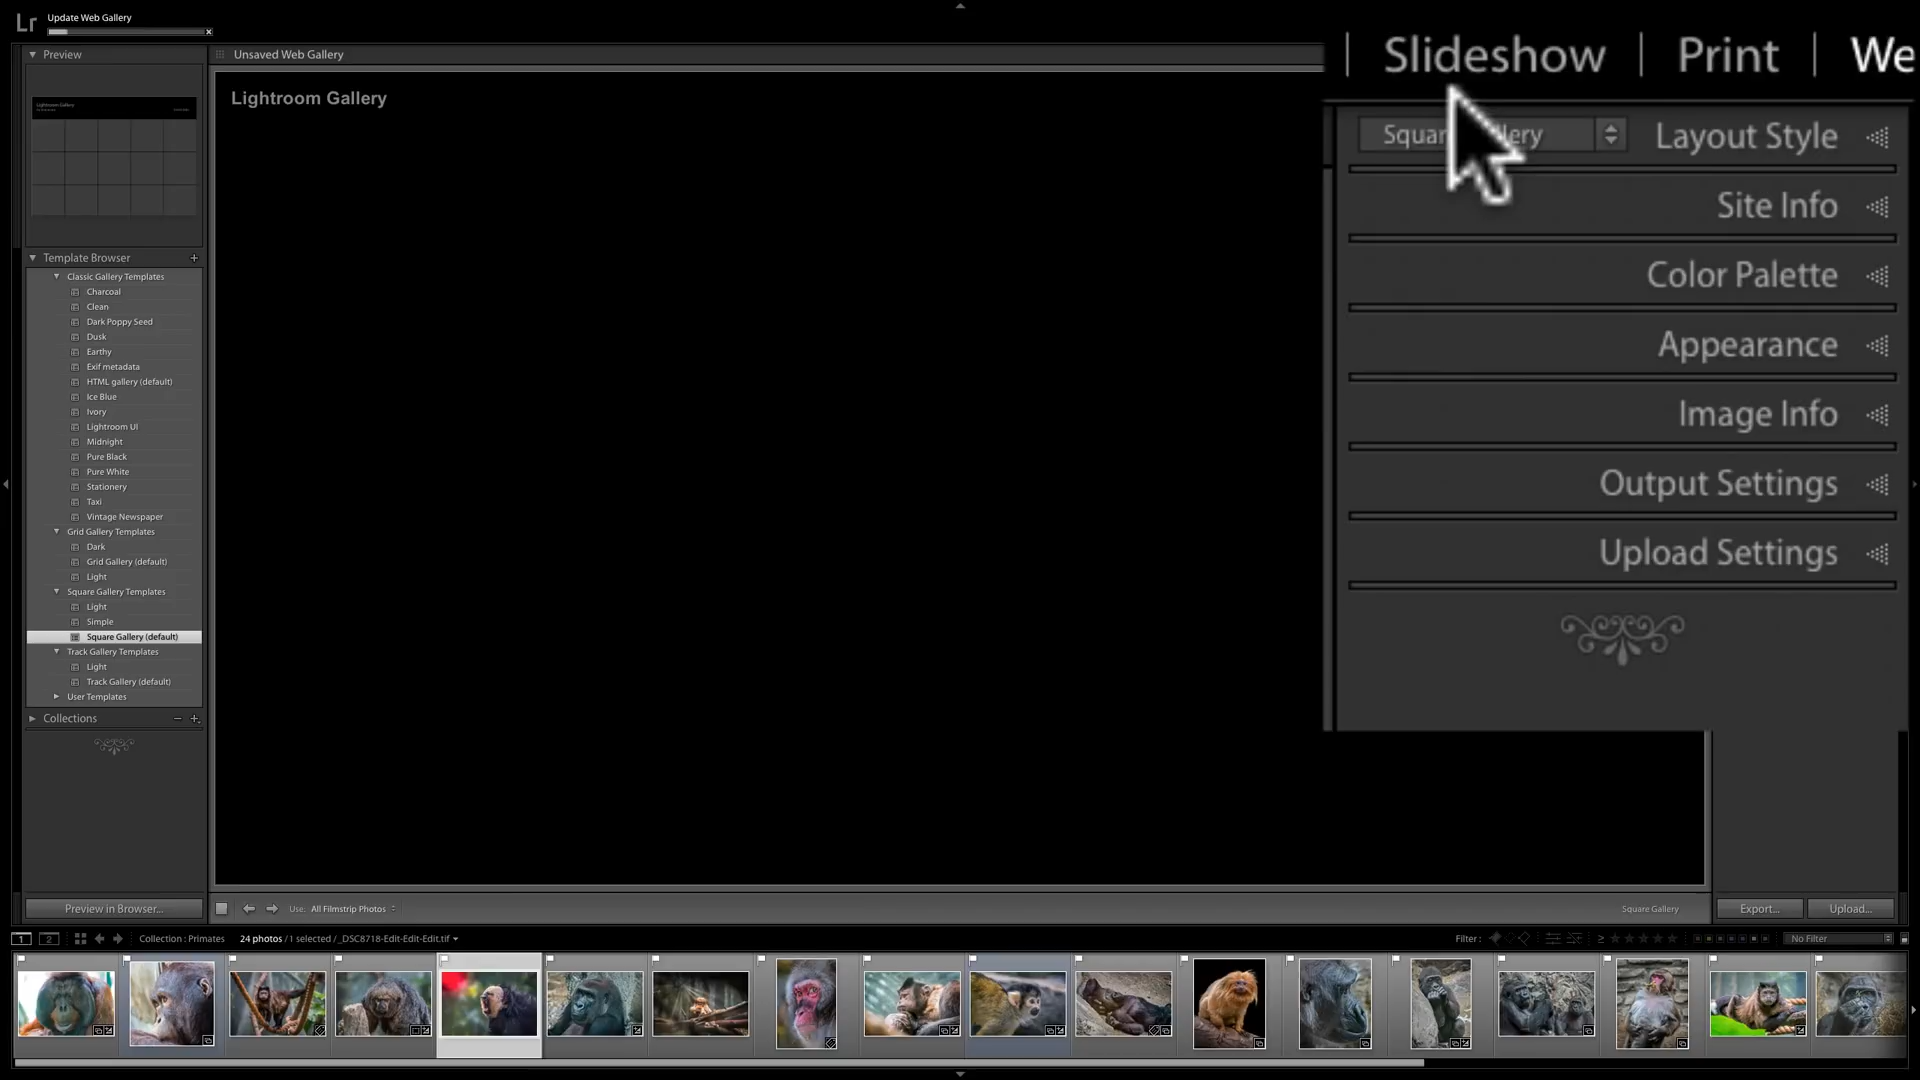 Lr
Update Web Gallery
Preview
Unsaved Web Gallery
Slideshow | Print | We
Lightroom Gallery
Layout Style
Site Info
Color Palette
Appearance
Image Info
Output Settings
Upload Settings
Template Browser
Classic Gallery Templates
Charcoal
Clean
Dark Poppy Seed
Dusk
Earthy
Exif metadata
HTML gallery (default)
Ice Blue
Ivory
Lightroom UI
Midnight
Pure Black
Pure White
Stationery
Taxi
Vintage Newspaper
Grid Gallery Templates
Dark
Grid Gallery (default)
Light
Square Gallery Templates
Light
Simple
Square Gallery (default)
Track Gallery Templates
Light
Track Gallery (default)
User Templates
Collections
Preview in Browser...
Use: All Filmstrip Photos
Square Gallery
Export...
Upload...
1 2 Collection : Primates 24 photos / 1 selected / _DSC8718-Edit-Edit-Edit.tif
Filter :
No Filter